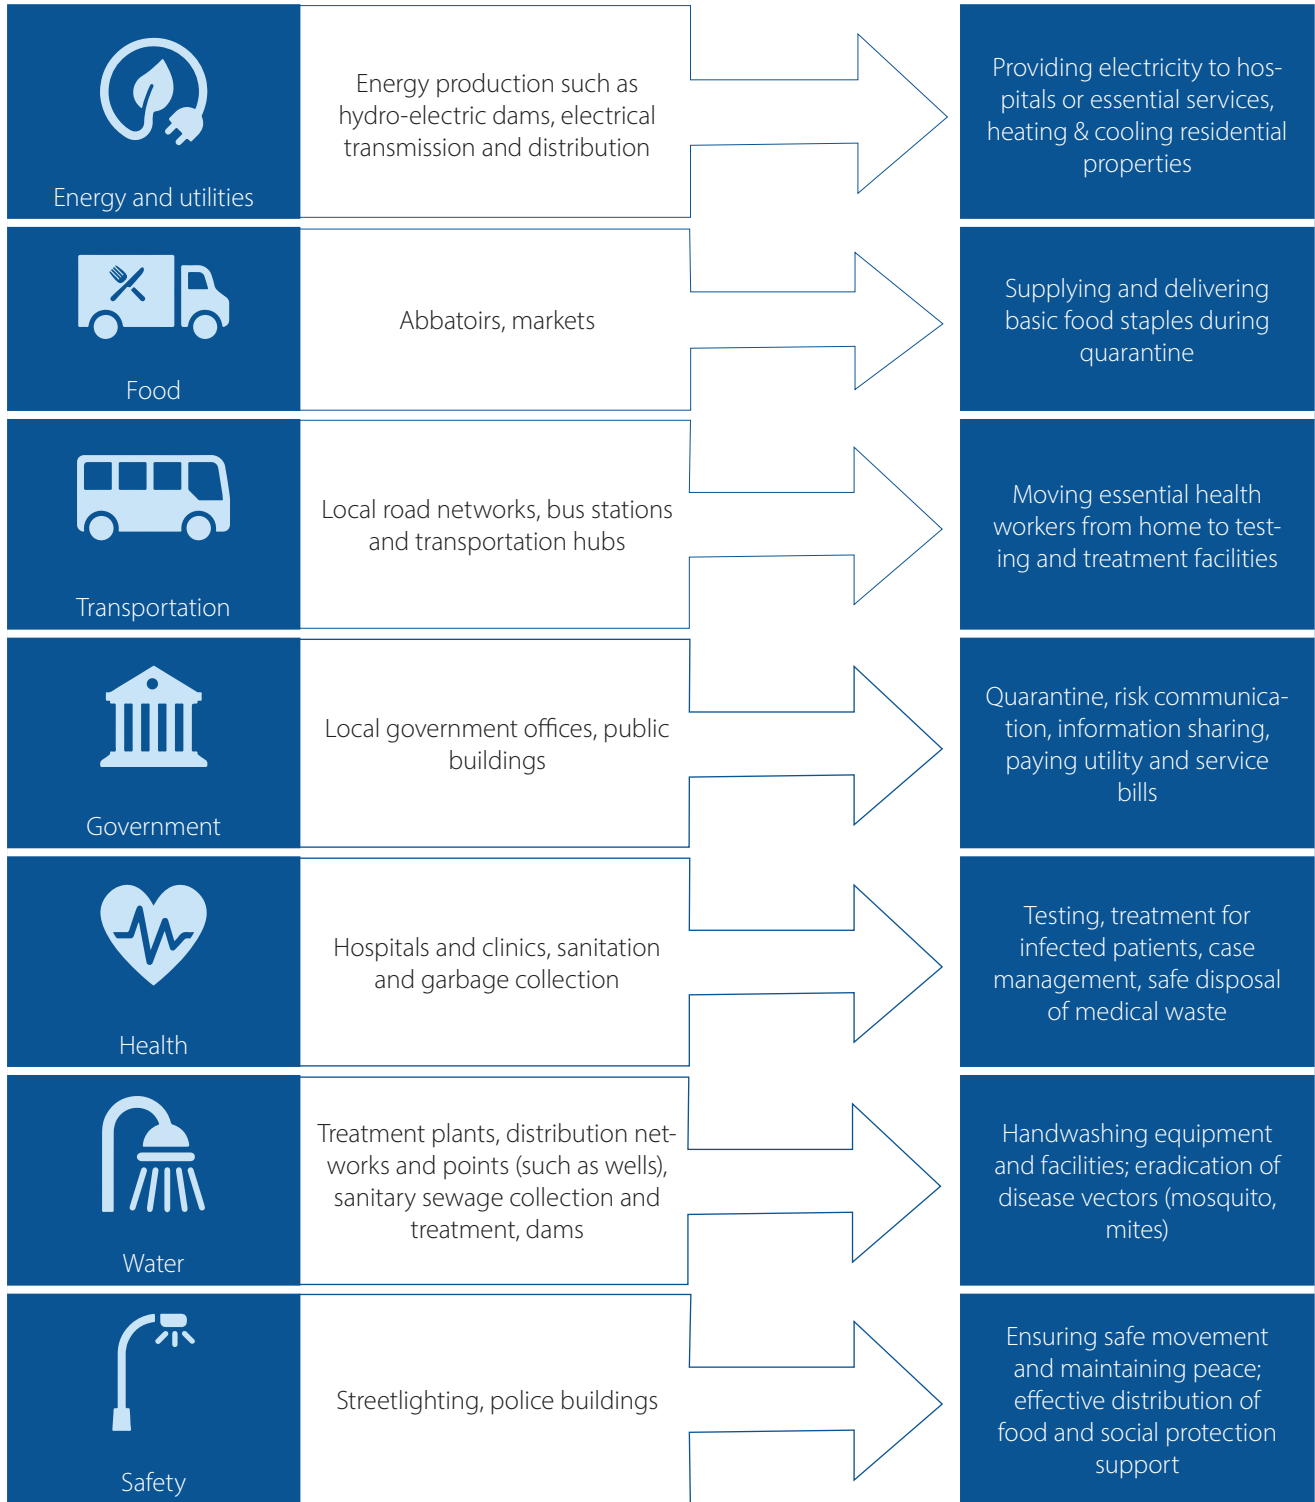 Energy and utilities
Energy production such as
hydro-electric dams, electrical
transmission and distribution
Providing electricity to hos-
pitals or essential services,
heating & cooling residential
properties
Food
Abbatoirs, markets
Supplying and delivering
basic food staples during
quarantine
Transportation
Local road networks, bus stations
and transportation hubs
Moving essential health
workers from home to test-
ing and treatment facilities
Government
Local government offices, public
buildings
Quarantine, risk communica-
tion, information sharing,
paying utility and service
bills
Health
Hospitals and clinics, sanitation
and garbage collection
Testing, treatment for
infected patients, case
management, safe disposal
of medical waste
Water
Treatment plants, distribution net-
works and points (such as wells),
sanitary sewage collection and
treatment, dams
Handwashing equipment
and facilities; eradication of
disease vectors (mosquito,
mites)
Safety
Streetlighting, police buildings
Ensuring safe movement
and maintaining peace;
effective distribution of
food and social protection
support